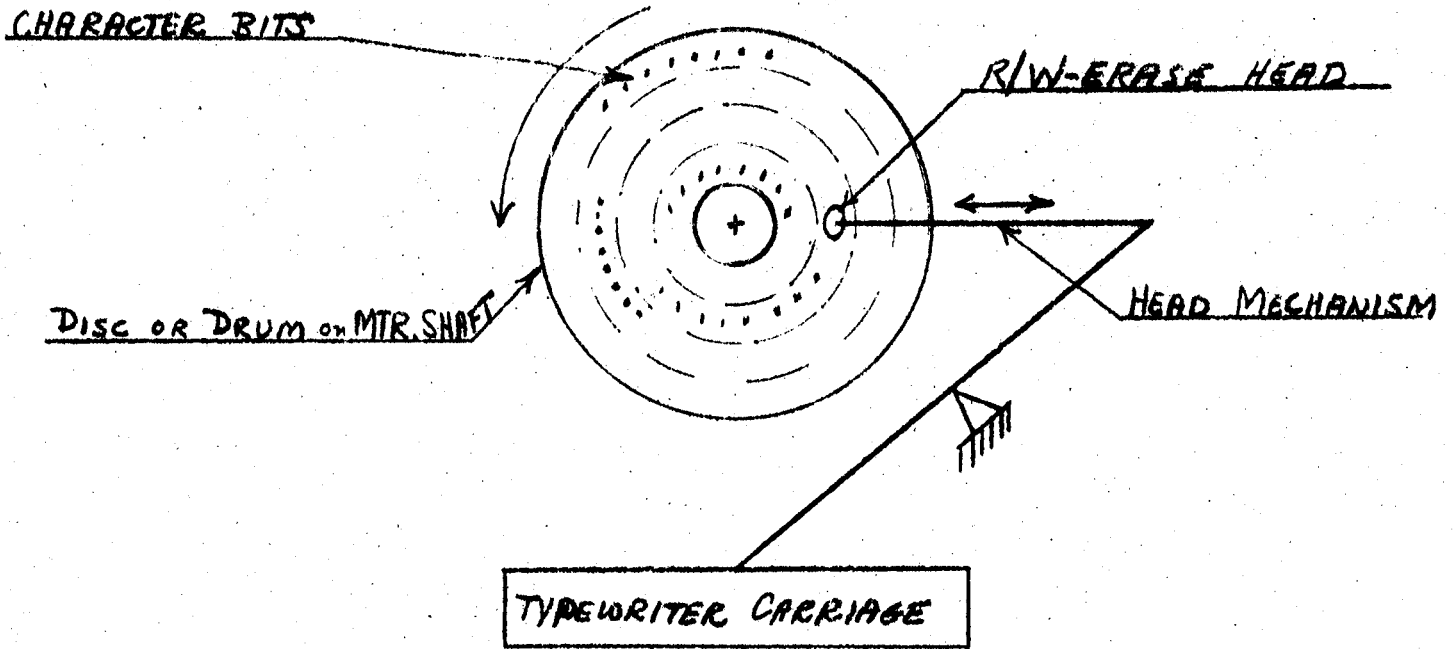 CHARACTER BITS
R/W-ERASE HEAD
DISC OR DRUM on MTR. SHAFT
HEAD MECHANISM
TYPEWRITER CARRIAGE